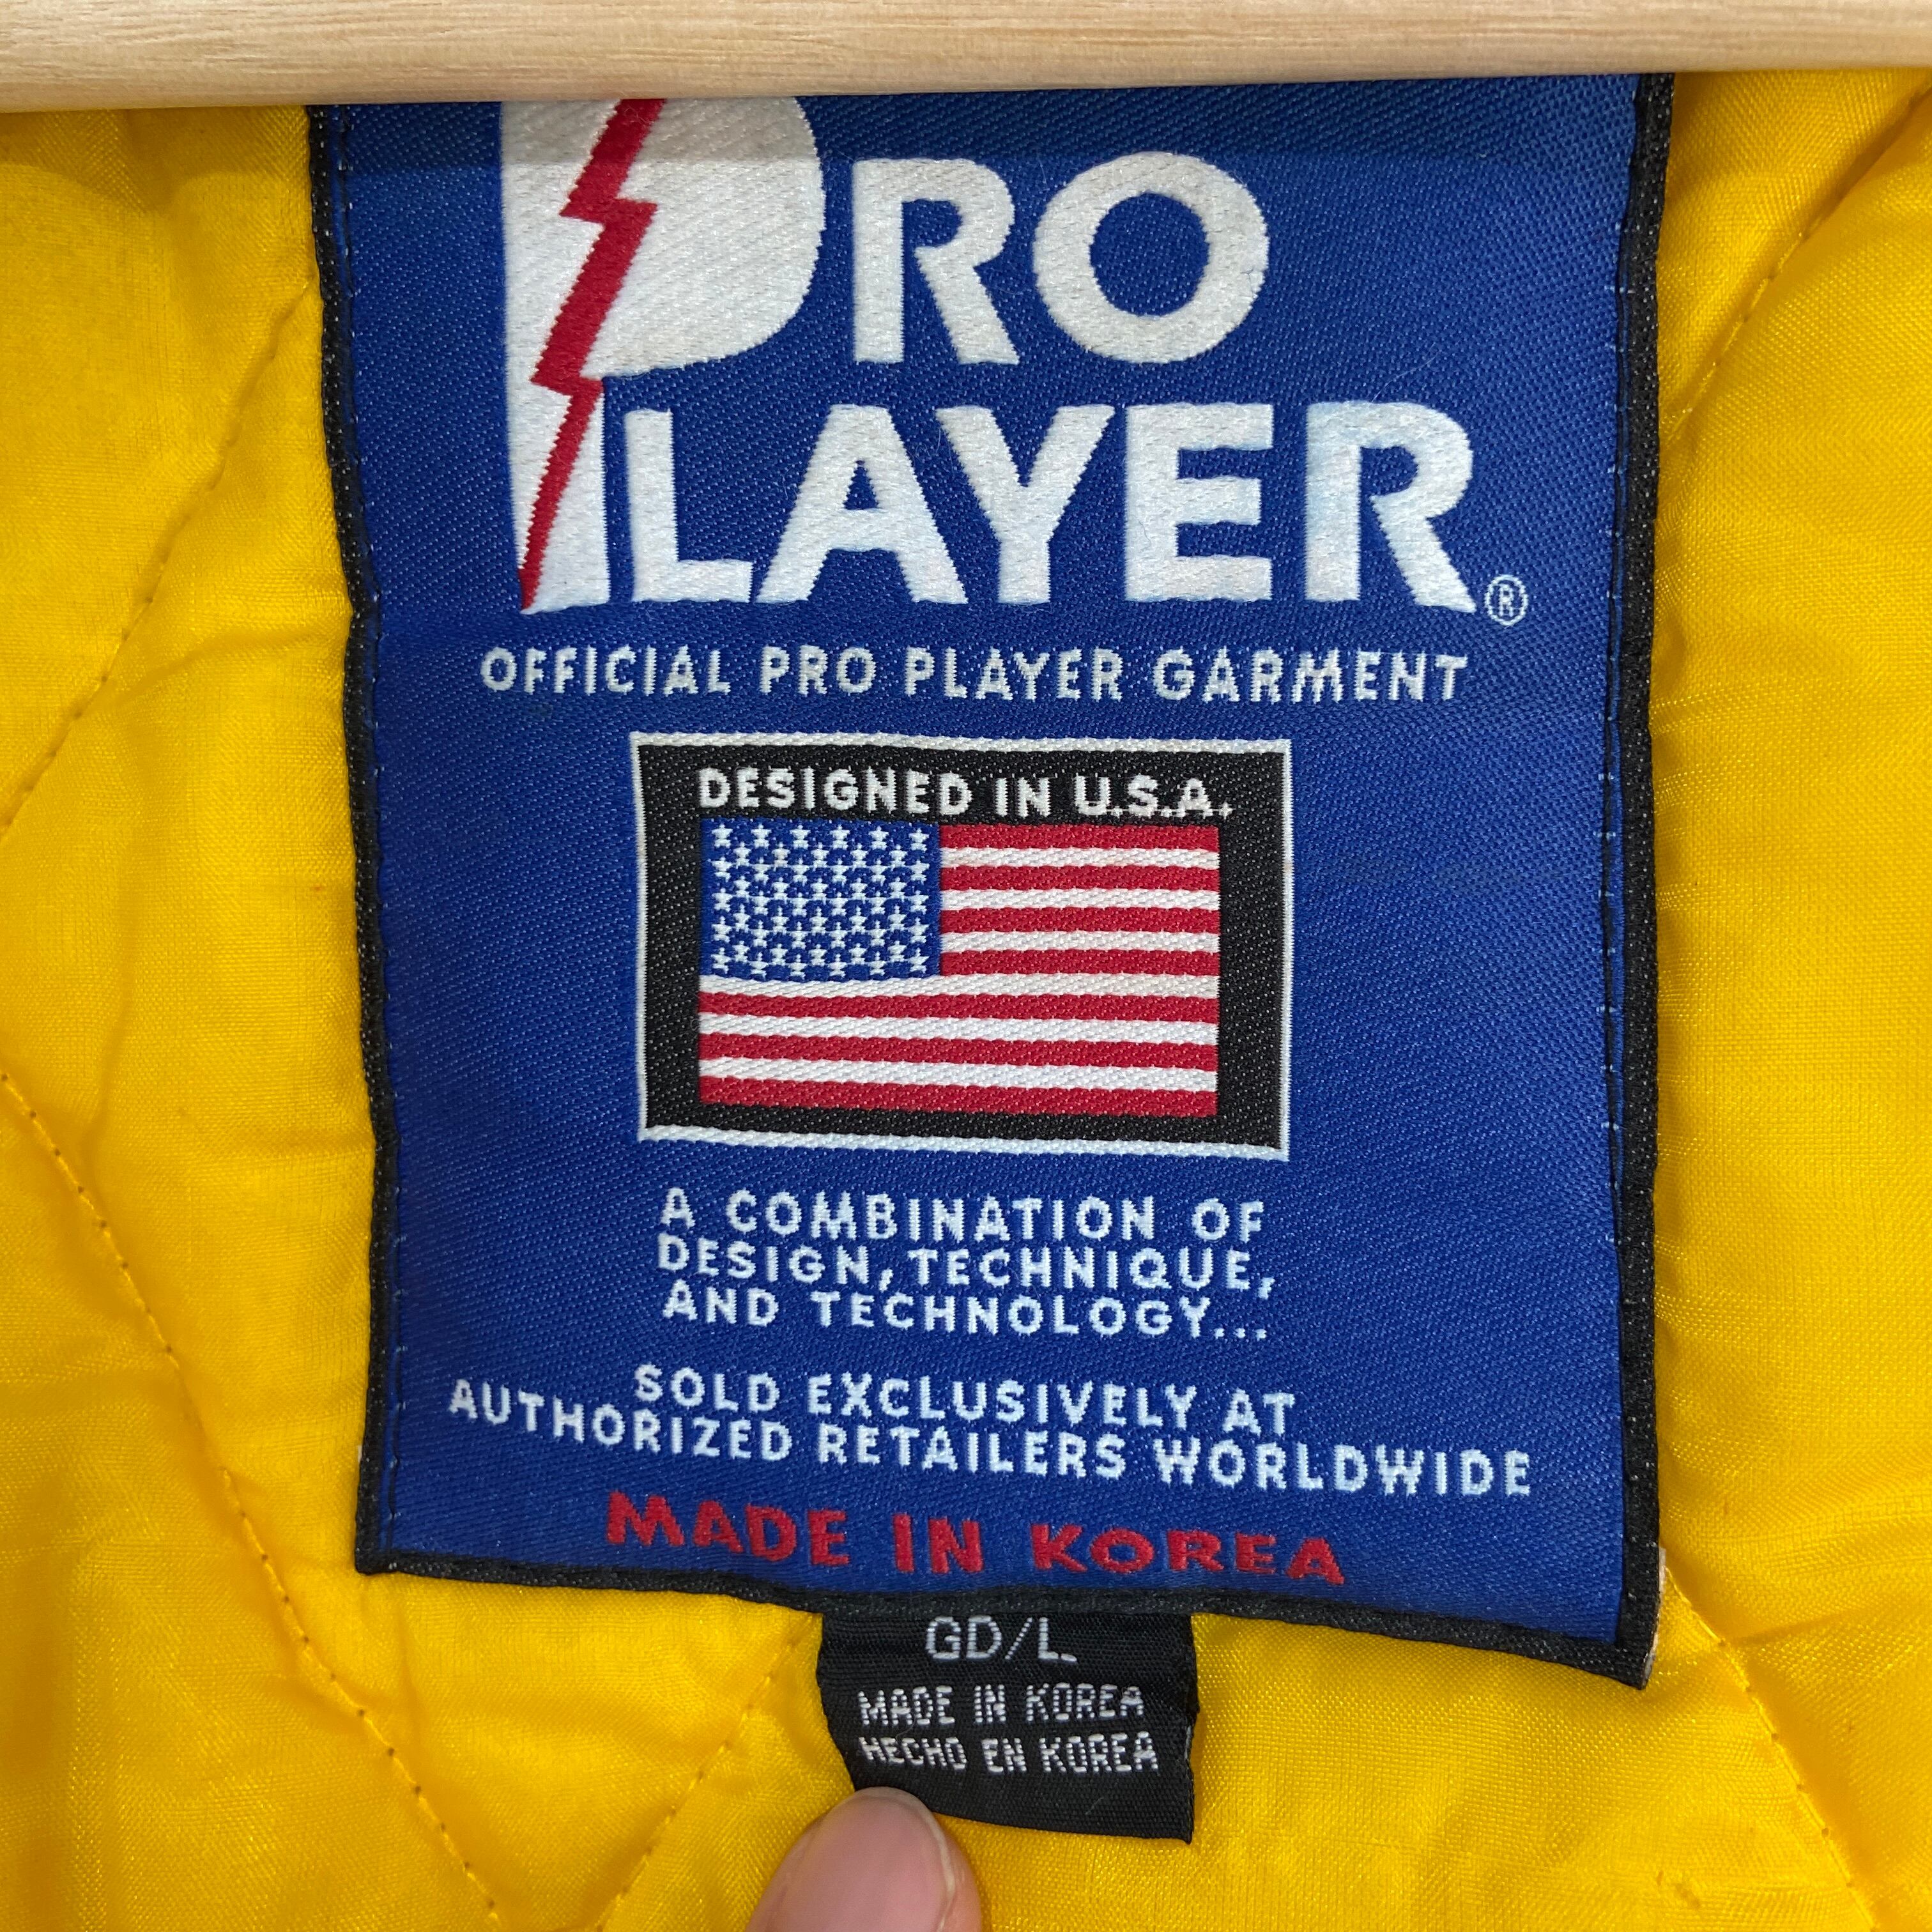 PRO
PLAYER®
OFFICIAL PRO PLAYER GARMENT
DESIGNED IN U.S.A.
A COMBINATION OF
DESIGN, TECHNIQUE,
AND TECHNOLOGY...
SOLD EXCLUSIVELY AT
AUTHORIZED RETAILERS WORLDWIDE
MADE IN KOREA
GD/L
MADE IN KOREA
HECHO EN KOREA